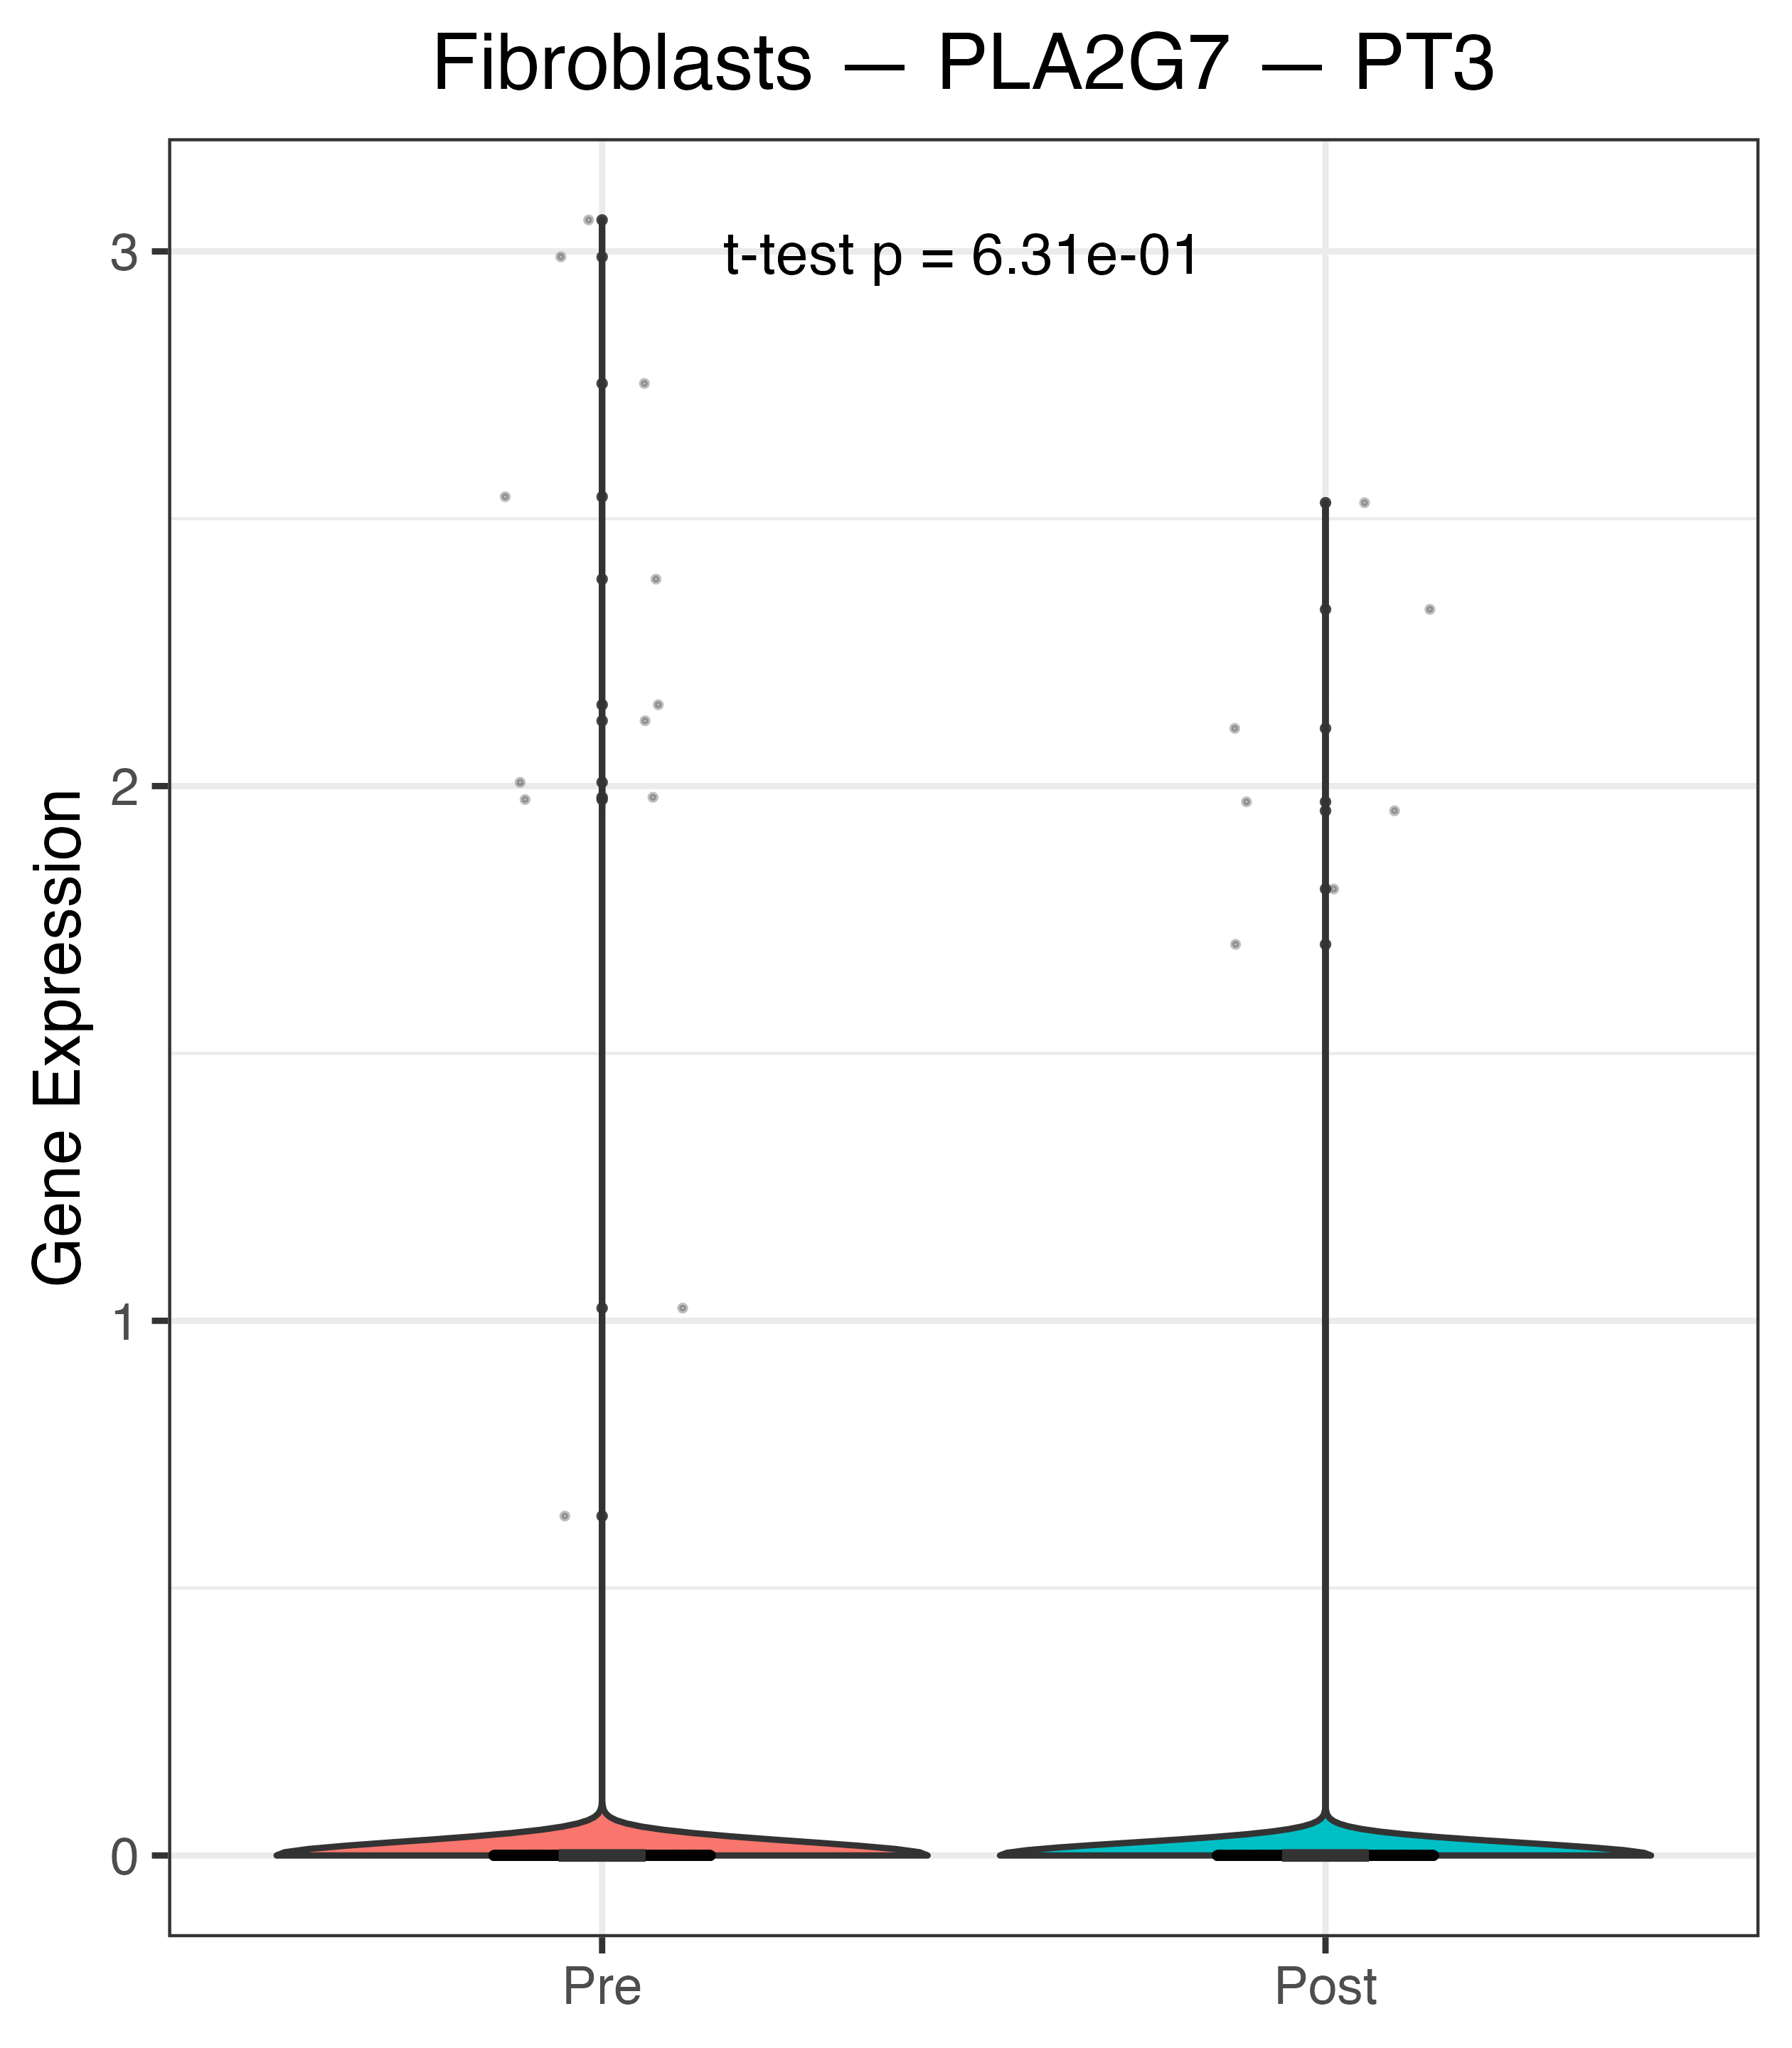 Fibroblasts — PLA2G7 — PT3
t-test p = 6.31e-01
Gene Expression
3
2
1
0
Pre
Post